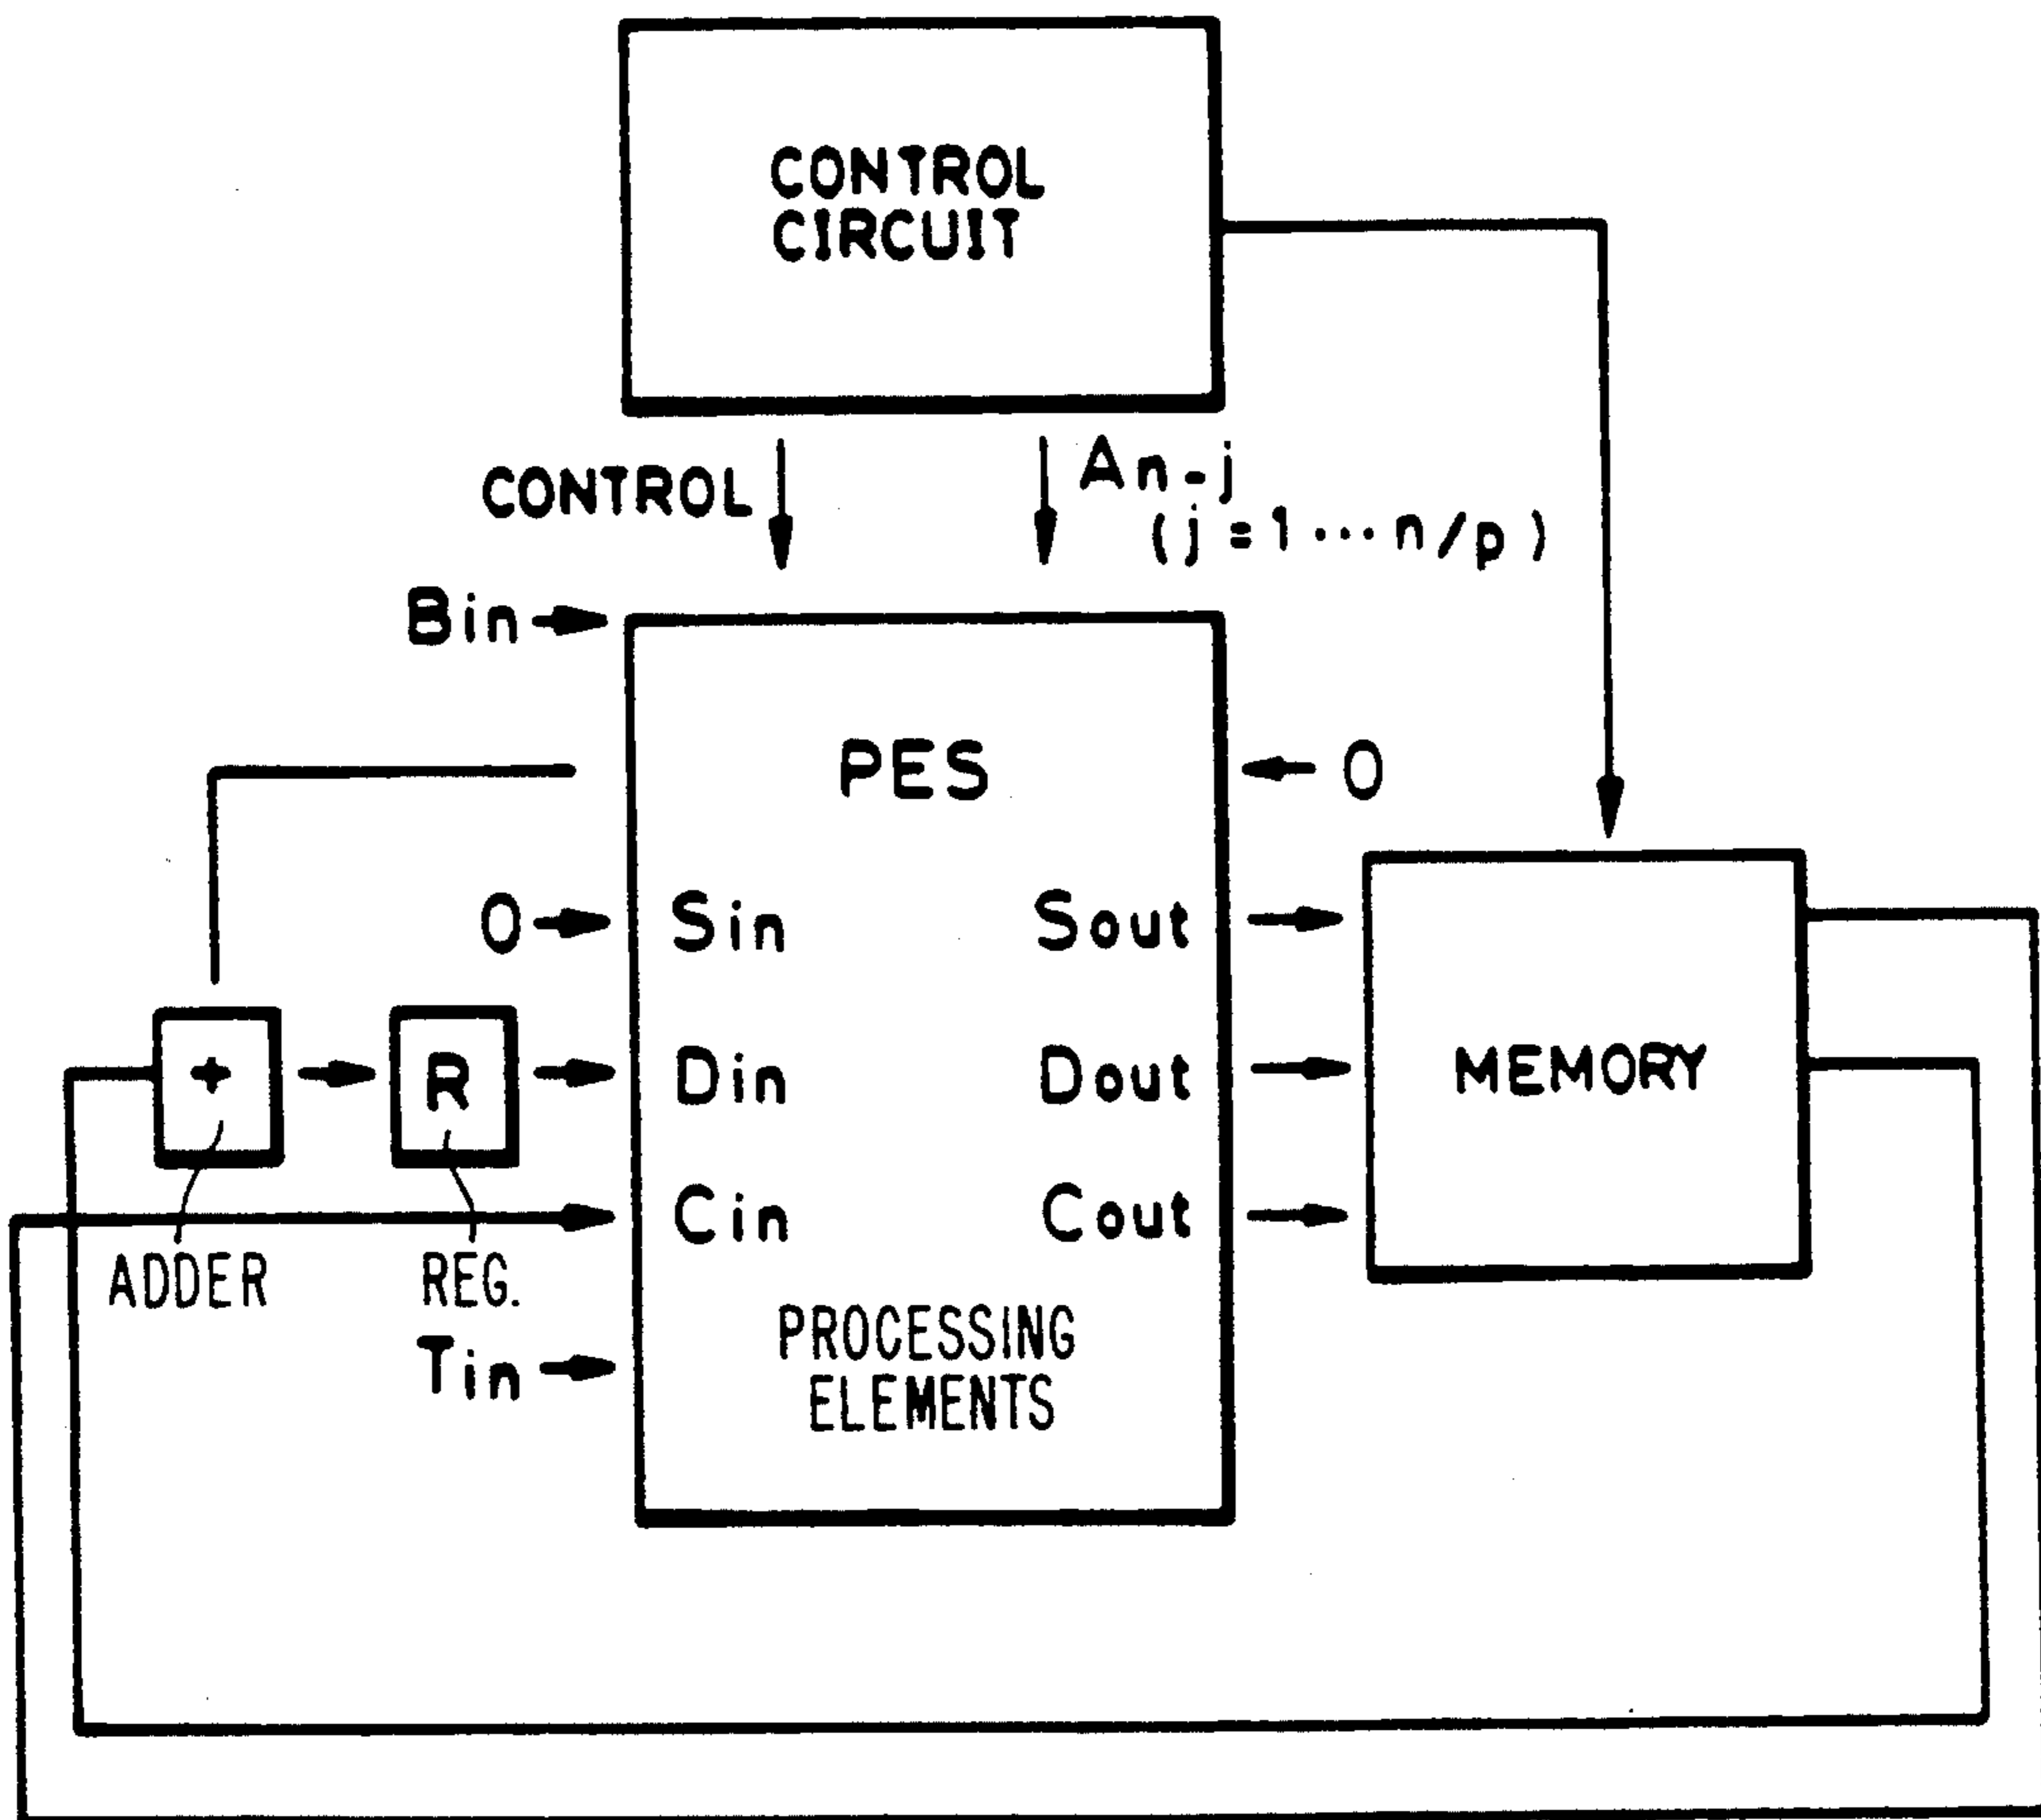 CONTROL
CIRCUIT
CONTROL
An-j
(j=1...n/p)
Bin
PES
0
0
Sin
Sout
+
R
Din
Dout
MEMORY
Cin
Cout
ADDER
REG.
Tin
PROCESSING
ELEMENTS